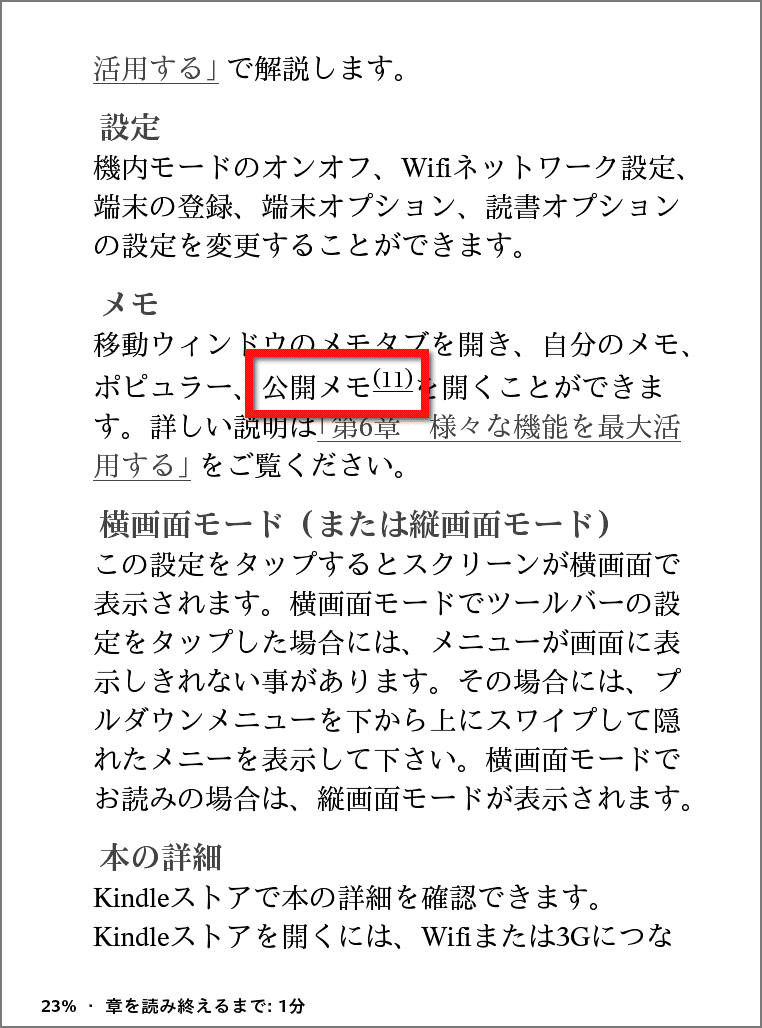 活用する」で解説します。
設定
機内モードのオンオフ、Wifiネットワーク設定、
端末の登録、端末オプション、読書オプション
の設定を変更することができます。
メモ
移動ウィンドウのメモタブを開き、自分のメモ、
ポピュラー、公開メモ(11)を開くことができま
す。詳しい説明は「第6章　様々な機能を最大活
用する」をご覧ください。
横画面モード（または縦画面モード）
この設定をタップするとスクリーンが横画面で
表示されます。横画面モードでツールバーの設
定をタップした場合には、メニューが画面に表
示しきれない事があります。その場合には、プ
ルダウンメニューを下から上にスワイプして隠
れたメニーを表示して下さい。横画面モードで
お読みの場合は、縦画面モードが表示されます。
本の詳細
Kindleストアで本の詳細を確認できます。
Kindleストアを開くには、Wifiまたは3Gにつな
23% · 章を読み終えるまで: 1分